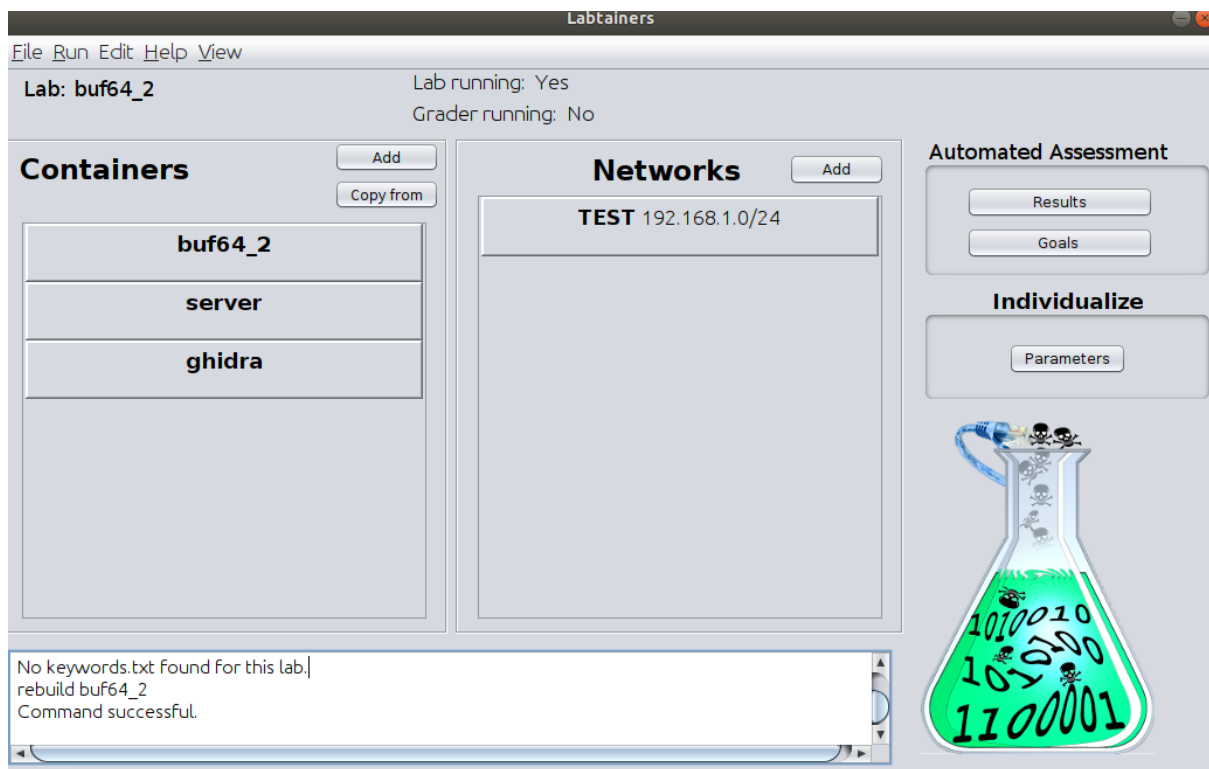 Labtainers
File Run Edit Help View
Lab: buf64_2
Lab running: Yes
Grader running: No
Containers
Add
Copy from
buf64_2
server
ghidra
Networks
Add
TEST 192.168.1.0/24
Automated Assessment
Results
Goals
Individualize
Parameters
1010010
1100001
No keywords.txt found for this lab.
rebuild buf64_2
Command successful.